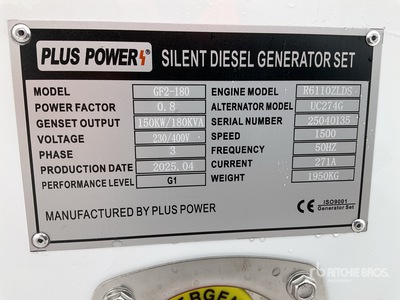 PLUS POWER SILENT DIESEL GENERATOR SET
MODEL GF2-180
POWER FACTOR 0.8
GENSET OUTPUT 150KW/180KVA
VOLTAGE 230/400V
PHASE 3
PRODUCTION DATE 2025.04
PERFORMANCE LEVEL G1
ENGINE MODEL R6110ZLDS
ALTERNATOR MODEL UC274G
SERIAL NUMBER 25040135
SPEED 1500
FREQUENCY 50HZ
CURRENT 271A
WEIGHT 1950KG
MANUFACTURED BY PLUS POWER
CE ISO9001
Generator Set
RITCHIE BROS